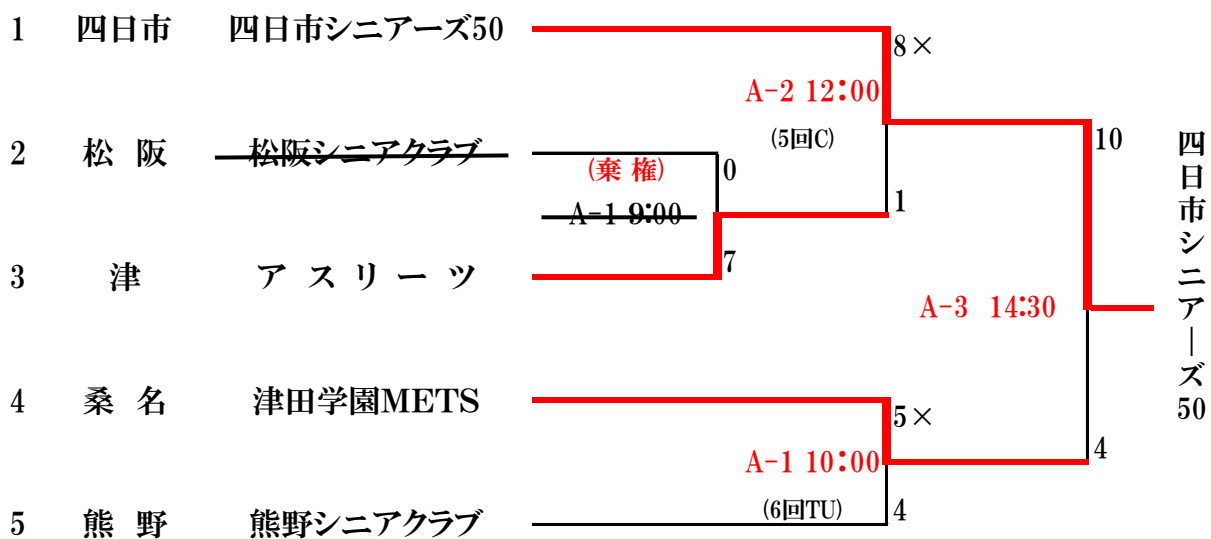 1 四日市 四日市シニアーズ50
8×
A-2 12:00
(5回C)
10
2 松 阪 松阪シニアクラブ
(棄 権)
0
A-1 9:00
1
3 津 ア ス リ ー ツ
7
A-3 14:30
四日市シニアーズ50
4 桑 名 津田学園METS
5×
A-1 10:00
4
(6回TU)
4
5 熊 野 熊野シニアクラブ